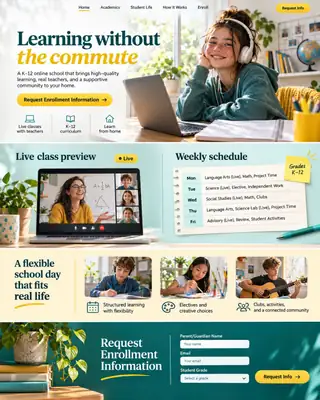 Home Academics Student Life How It Works Enroll
Request Info
Learning without
the commute
A K–12 online school that brings high-quality
learning, real teachers, and a supportive
community to your home.
Request Enrollment Information →
Live classes
with teachers
K–12
curriculum
Learn
from home
Live class preview
Live
Weekly schedule
Grades
K–12
Mon Language Arts (Live), Math, Project Time
Tue Science (Live), Elective, Independent Work
Wed Social Studies (Live), Math, Clubs
Thu Language Arts, Science Lab (Live), Project Time
Fri Advisory (Live), Review, Student Activities
A flexible
school day
that fits
real life
Structured learning
with flexibility
Electives and
creative choices
Clubs, activities,
and a connected community
Request
Enrollment
Information
Parent/Guardian Name
Your name
Email
Your email
Student Grade
Select a grade
Request Info →